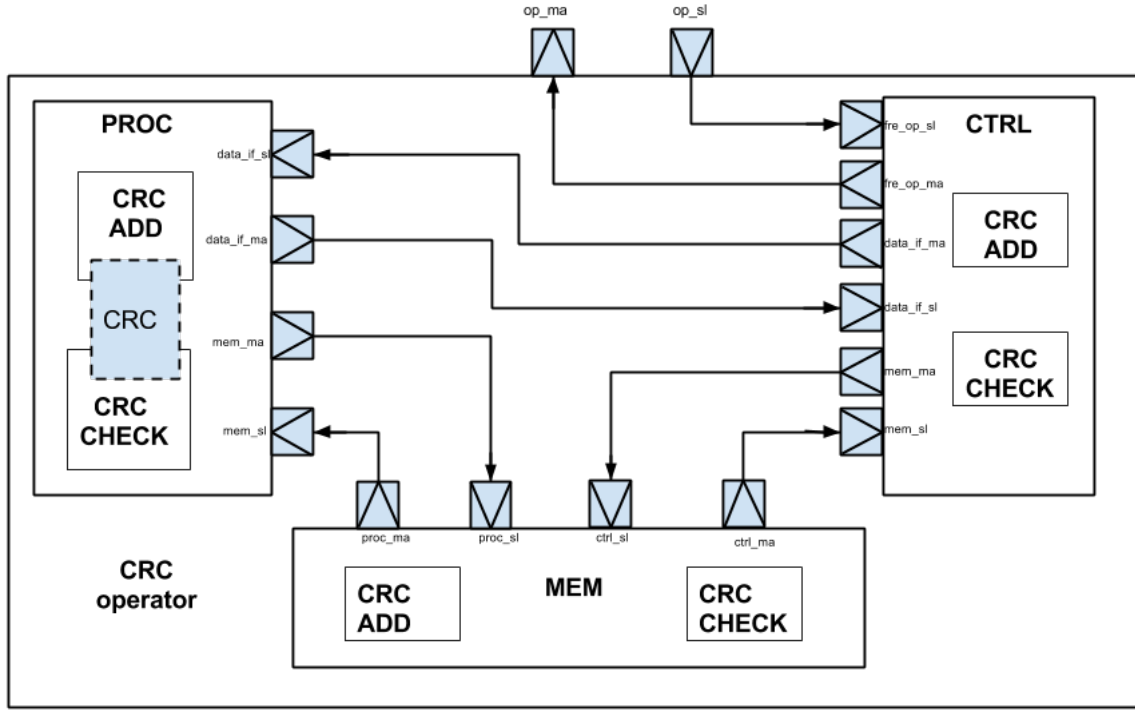 op_ma
op_sl
PROC
CTRL
fre_op_sl
data_if_sl
fre_op_ma
CRC
ADD
CRC
ADD
data_if_ma
data_if_ma
data_if_sl
CRC
mem_ma
mem_ma
CRC
CHECK
CRC
CHECK
mem_sl
mem_sl
proc_ma
proc_sl
ctrl_sl
ctrl_ma
CRC
operator
MEM
CRC
ADD
CRC
CHECK